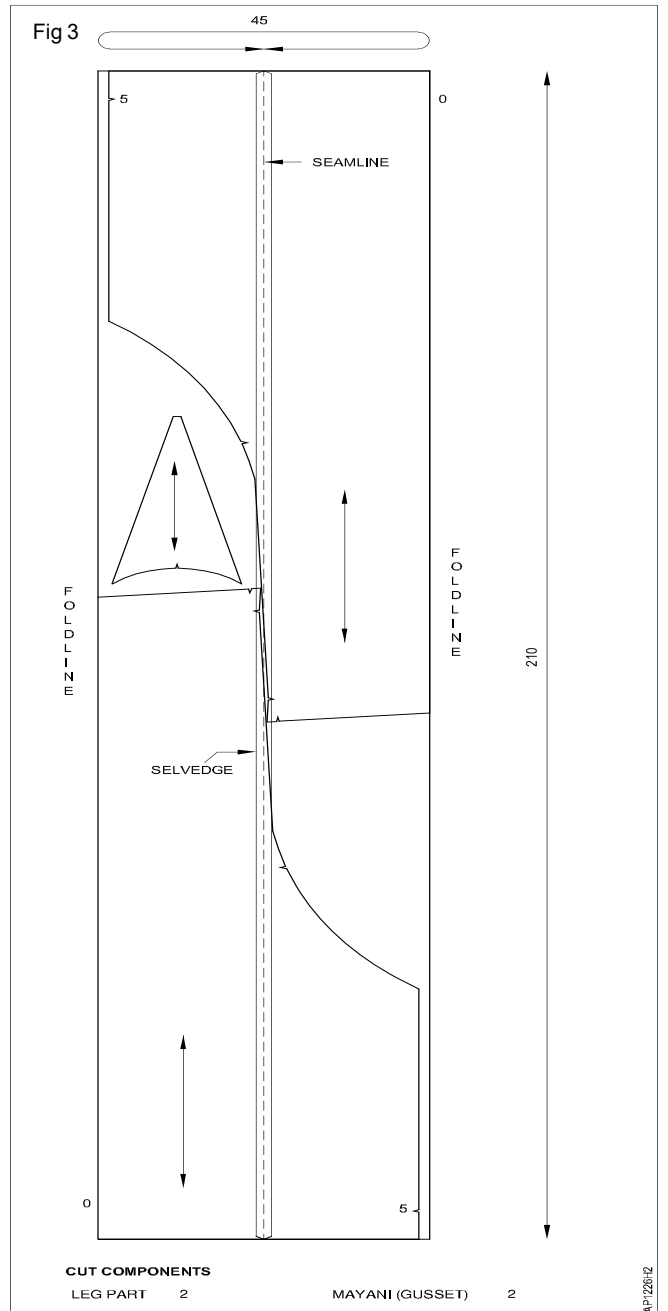 Fig 3
45
5
0
SEAMLINE
FOLDLINE
FOLDLINE
210
SELVEDGE
0
5
CUT COMPONENTS
LEG PART 2 MAYANI (GUSSET) 2
AP1226H2